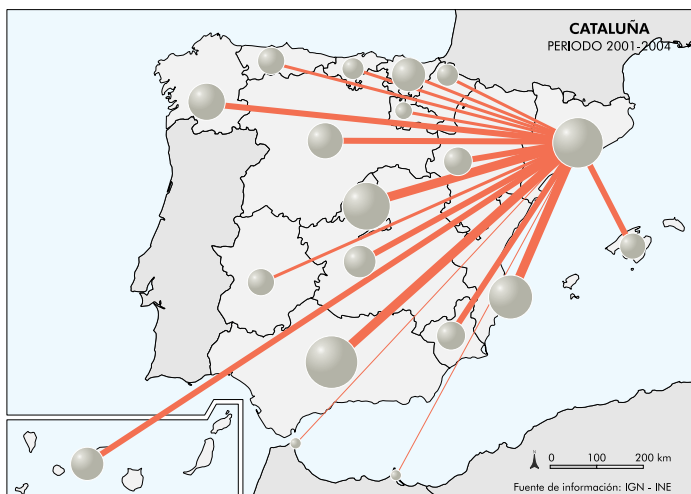 CATALUÑA
PERIODO 2001-2004
N
0 100 200 km
Fuente de información: IGN - INE